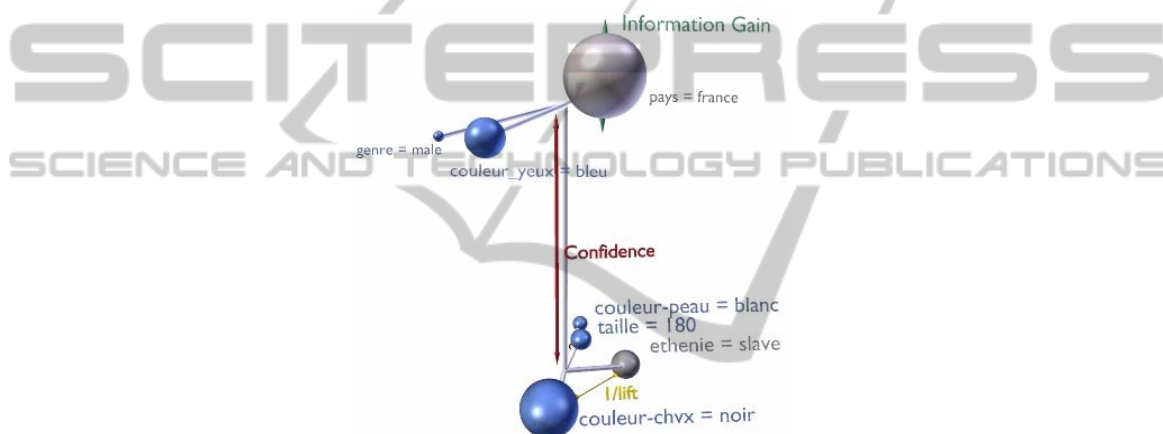 Information Gain
SCITEPRESS
pays = france
genre = male
SCIENCE AND TECHNOLOGY PUBLICATIONS
couleur_yeux = bleu
Confidence
couleur-peau = blanc
taille = 180
ethenie = slave
1/lift
couleur-chvx = noir